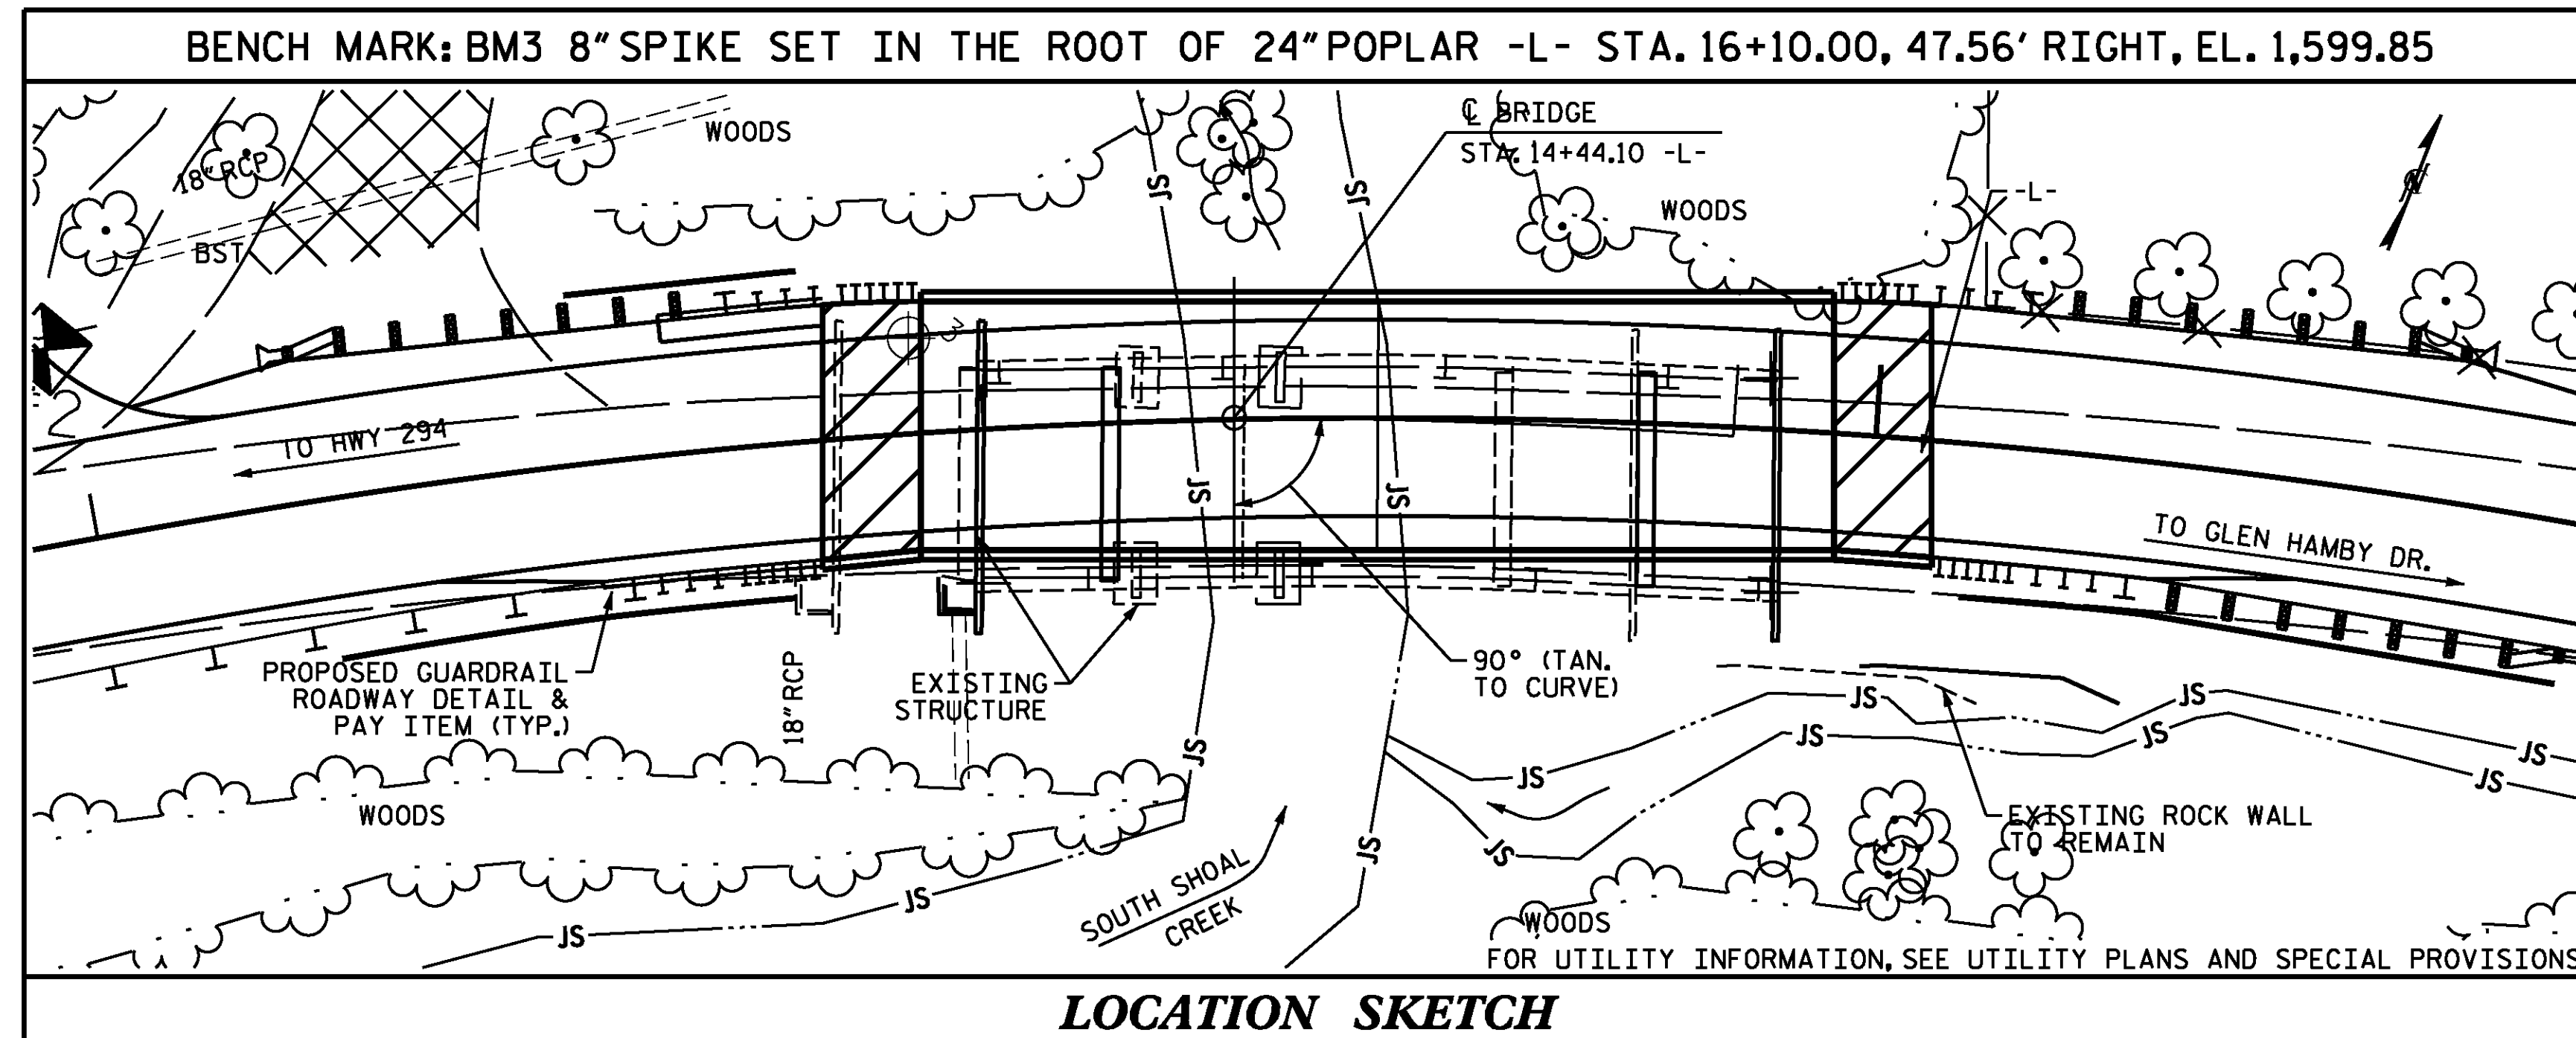 BENCH MARK: BM3 8" SPIKE SET IN THE ROOT OF 24" POPLAR -L- STA. 16+10.00, 47.56' RIGHT, EL. 1,599.85
℄ BRIDGE
STA. 14+44.10 -L-
WOODS
18" RCP
BST
WOODS
-L-
JS
JS
TO HWY 294
JS
JS
TO GLEN HAMBY DR.
PROPOSED GUARDRAIL
ROADWAY DETAIL &
PAY ITEM (TYP.)
18" RCP
EXISTING
STRUCTURE
90° (TAN.
TO CURVE)
JS
JS
JS
JS
JS
JS
JS
JS
JS
JS
WOODS
EXISTING ROCK WALL
TO REMAIN
SOUTH SHOAL
CREEK
JS
JS
WOODS
FOR UTILITY INFORMATION, SEE UTILITY PLANS AND SPECIAL PROVISIONS
LOCATION SKETCH